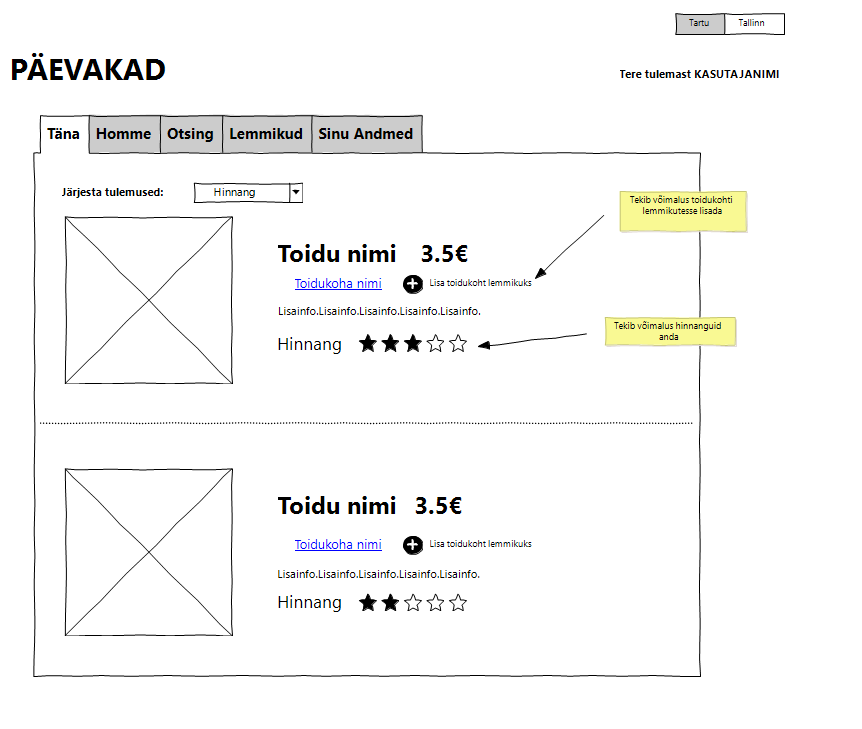 Tartu Tallinn
PÄEVAKAD
Tere tulemast KASUTAJANIMI
Täna Homme Otsing Lemmikud Sinu Andmed
Järjesta tulemused: Hinnang
Tekib võimalus toidukohti
lemmikutesse lisada
Toidu nimi 3.5€
Toidukoha nimi Lisa toidukoht lemmikuks
Lisainfo.Lisainfo.Lisainfo.Lisainfo.Lisainfo.
Tekib võimalus hinnanguid
anda
Hinnang
Toidu nimi 3.5€
Toidukoha nimi Lisa toidukoht lemmikuks
Lisainfo.Lisainfo.Lisainfo.Lisainfo.Lisainfo.
Hinnang